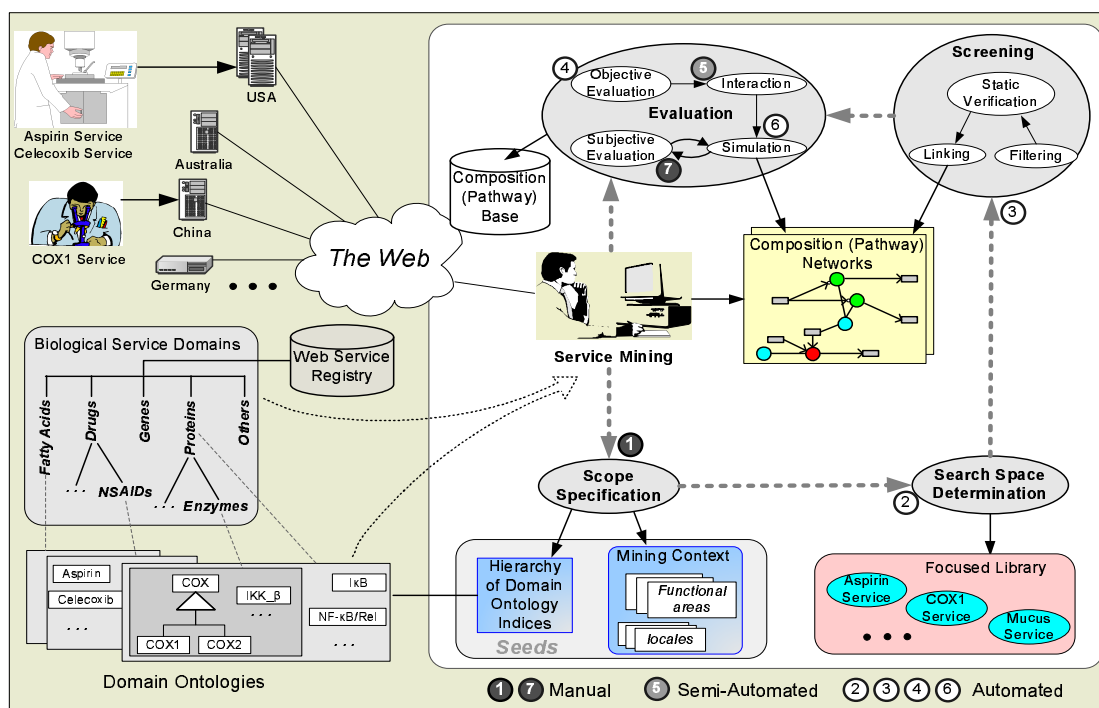 Aspirin Service
Celecoxib Service
USA
Australia
COX1 Service
China
Germany
• • •
The Web
Biological Service Domains
Web Service
Registry
Fatty Acids
Drugs
Genes
Proteins
Others
. . .
NSAIDs
. . .
Enzymes
Aspirin
Celecoxib
. . .
COX
COX1
COX2
IKK_β
. . .
IκB
NF-κB/Rel
. . .
Domain Ontologies
4
Objective
Evaluation
5
Interaction
Evaluation
6
Subjective
Evaluation
7
Simulation
Composition
(Pathway)
Base
Screening
Static
Verification
Linking
Filtering
3
Service Mining
Composition (Pathway)
Networks
1
Scope
Specification
2
Search Space
Determination
Hierarchy
of Domain
Ontology
Indices
Seeds
Mining Context
Functional
areas
locales
Focused Library
Aspirin
Service
COX1
Service
Mucus
Service
• • •
1 7 Manual
5 Semi-Automated
2 3 4 6 Automated